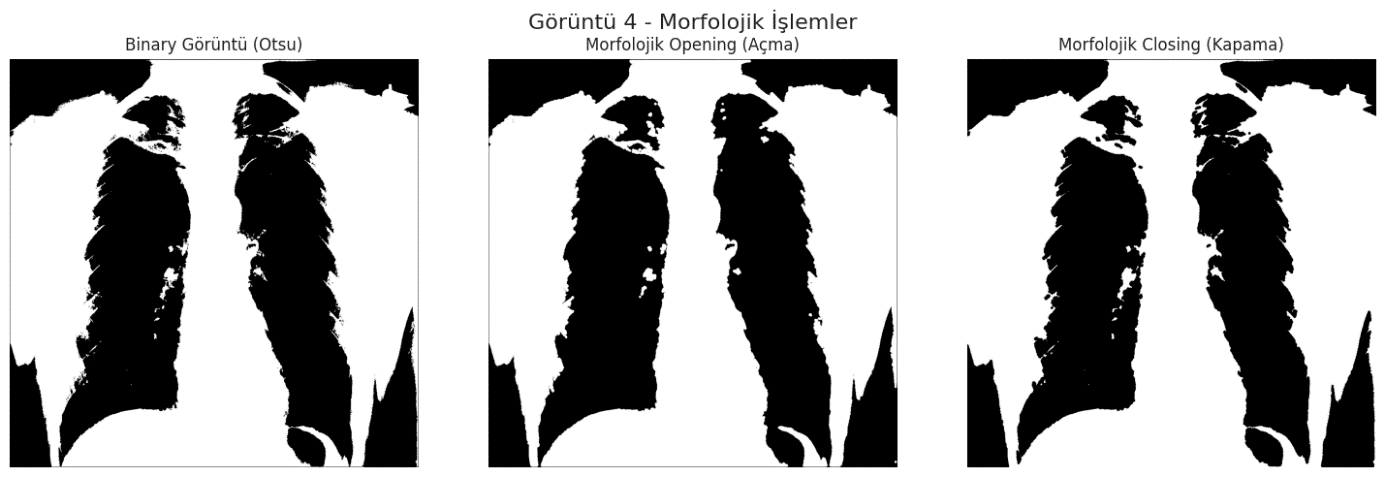 Görüntü 4 - Morfolojik İşlemler
Binary Görüntü (Otsu)
Morfolojik Opening (Açma)
Morfolojik Closing (Kapama)